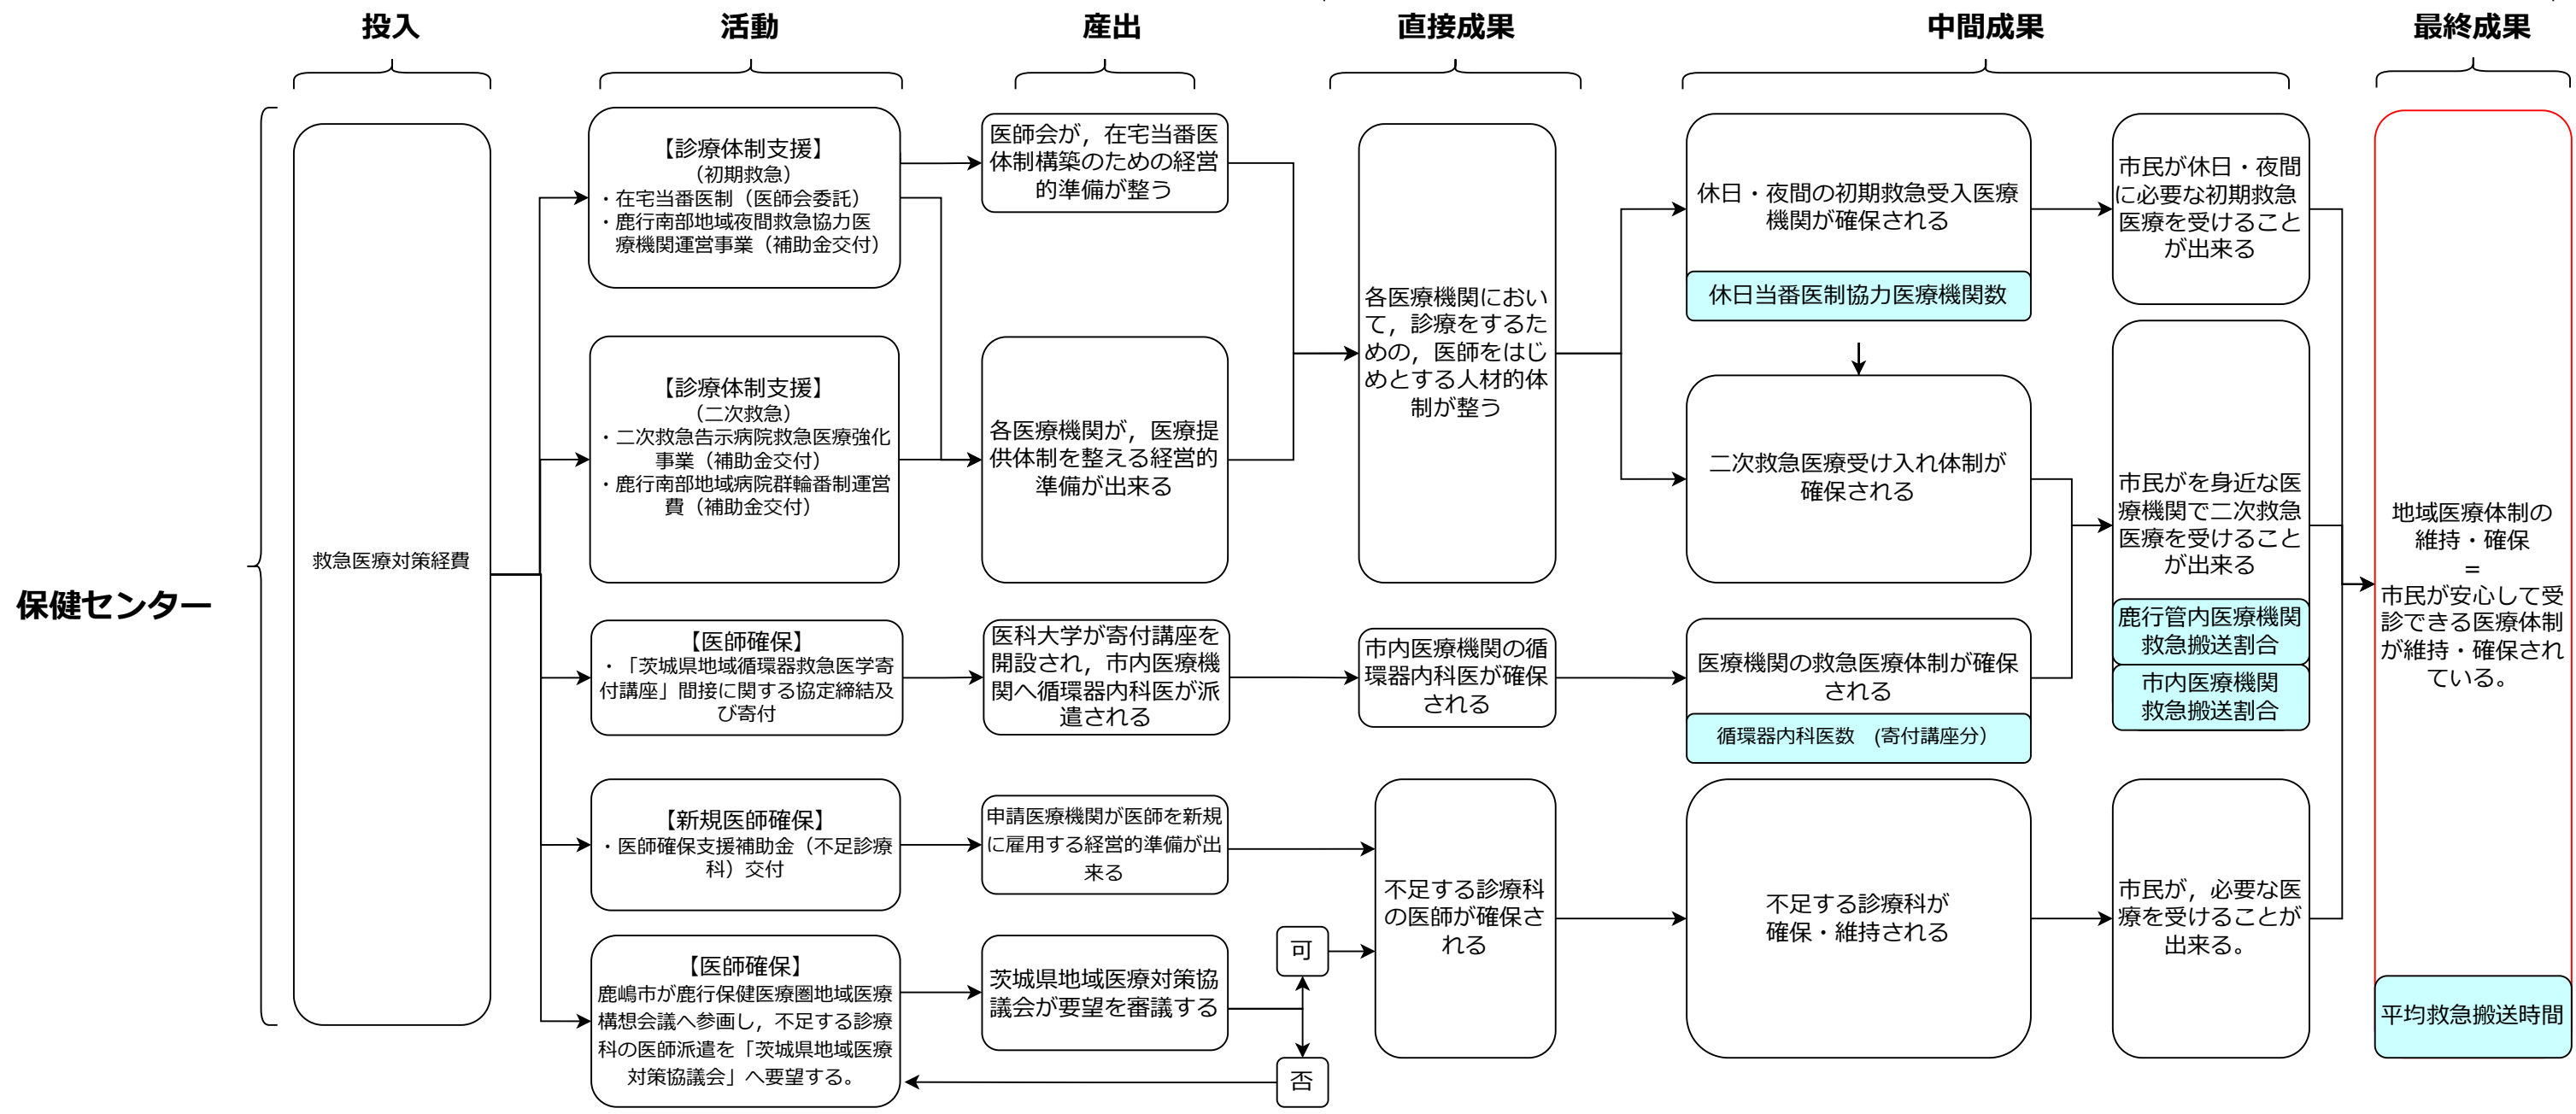 投入
活動
産出
直接成果
中間成果
最終成果
保健センター
救急医療対策経費
【診療体制支援】
（初期救急）
・在宅当番医制（医師会委託）
・鹿行南部地域夜間救急協力医
療機関運営事業（補助金交付）
【診療体制支援】
（二次救急）
・二次救急告示病院救急医療強化
事業（補助金交付）
・鹿行南部地域病院群輪番制運営
費（補助金交付）
【医師確保】
・「茨城県地域循環器救急医学寄
付講座」間接に関する協定締結及
び寄付
【新規医師確保】
・医師確保支援補助金（不足診療
科）交付
【医師確保】
鹿嶋市が鹿行保健医療圏地域医療
構想会議へ参画し，不足する診療
科の医師派遣を「茨城県地域医療
対策協議会」へ要望する。
医師会が，在宅当番医
体制構築のための経営
的準備が整う
各医療機関が，医療提
供体制を整える経営的
準備が出来る
医科大学が寄付講座を
開設され，市内医療機
関へ循環器内科医が派
遣される
申請医療機関が医師を新規
に雇用する経営的準備が出
来る
茨城県地域医療対策協
議会が要望を審議する
可
否
各医療機関におい
て，診療をするた
めの，医師をはじ
めとする人材的体
制が整う
市内医療機関の循
環器内科医が確保
される
不足する診療科
の医師が確保さ
れる
休日・夜間の初期救急受入医療
機関が確保される
休日当番医制協力医療機関数
二次救急医療受け入れ体制が
確保される
医療機関の救急医療体制が確保
される
循環器内科医数　(寄付講座分）
不足する診療科が
確保・維持される
市民が休日・夜間
に必要な初期救急
医療を受けること
が出来る
市民がを身近な医
療機関で二次救急
医療を受けること
が出来る
鹿行管内医療機関
救急搬送割合
市内医療機関
救急搬送割合
市民が，必要な医
療を受けることが
出来る。
地域医療体制の
維持・確保
＝
市民が安心して受
診できる医療体制
が維持・確保され
ている。
平均救急搬送時間